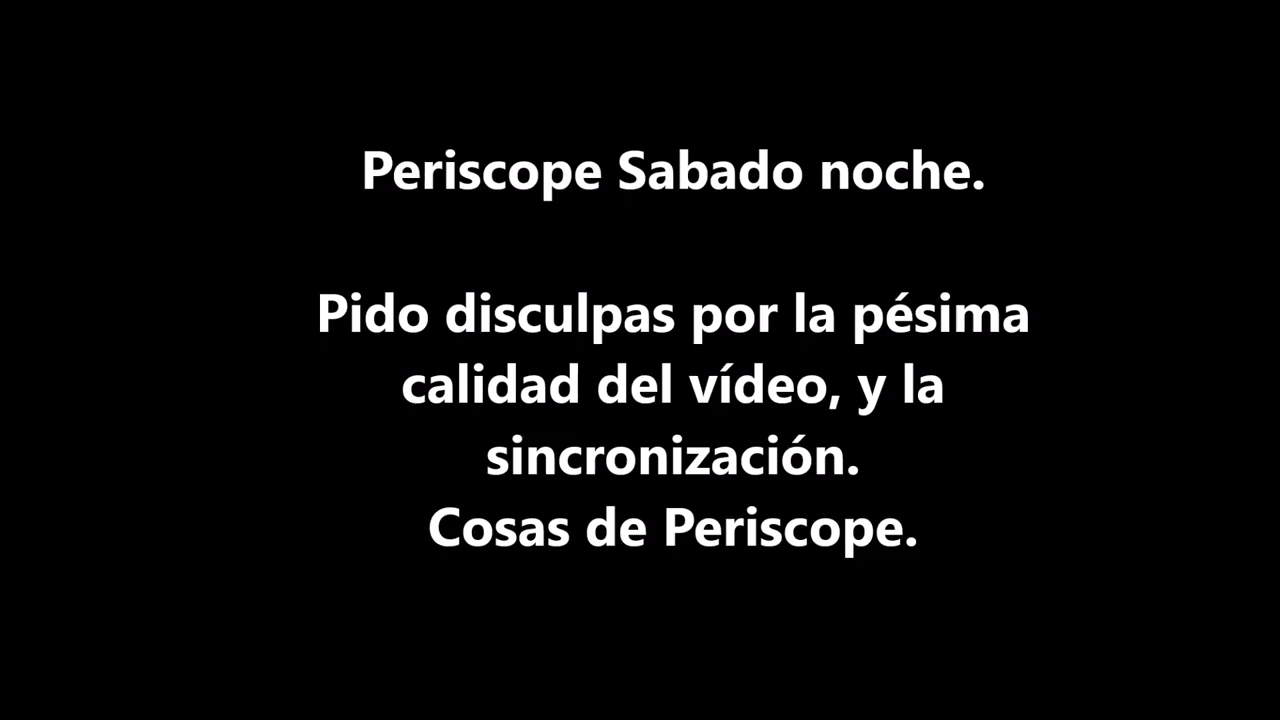 Periscope Sabado noche.
Pido disculpas por la pésima
calidad del vídeo, y la
sincronización.
Cosas de Periscope.